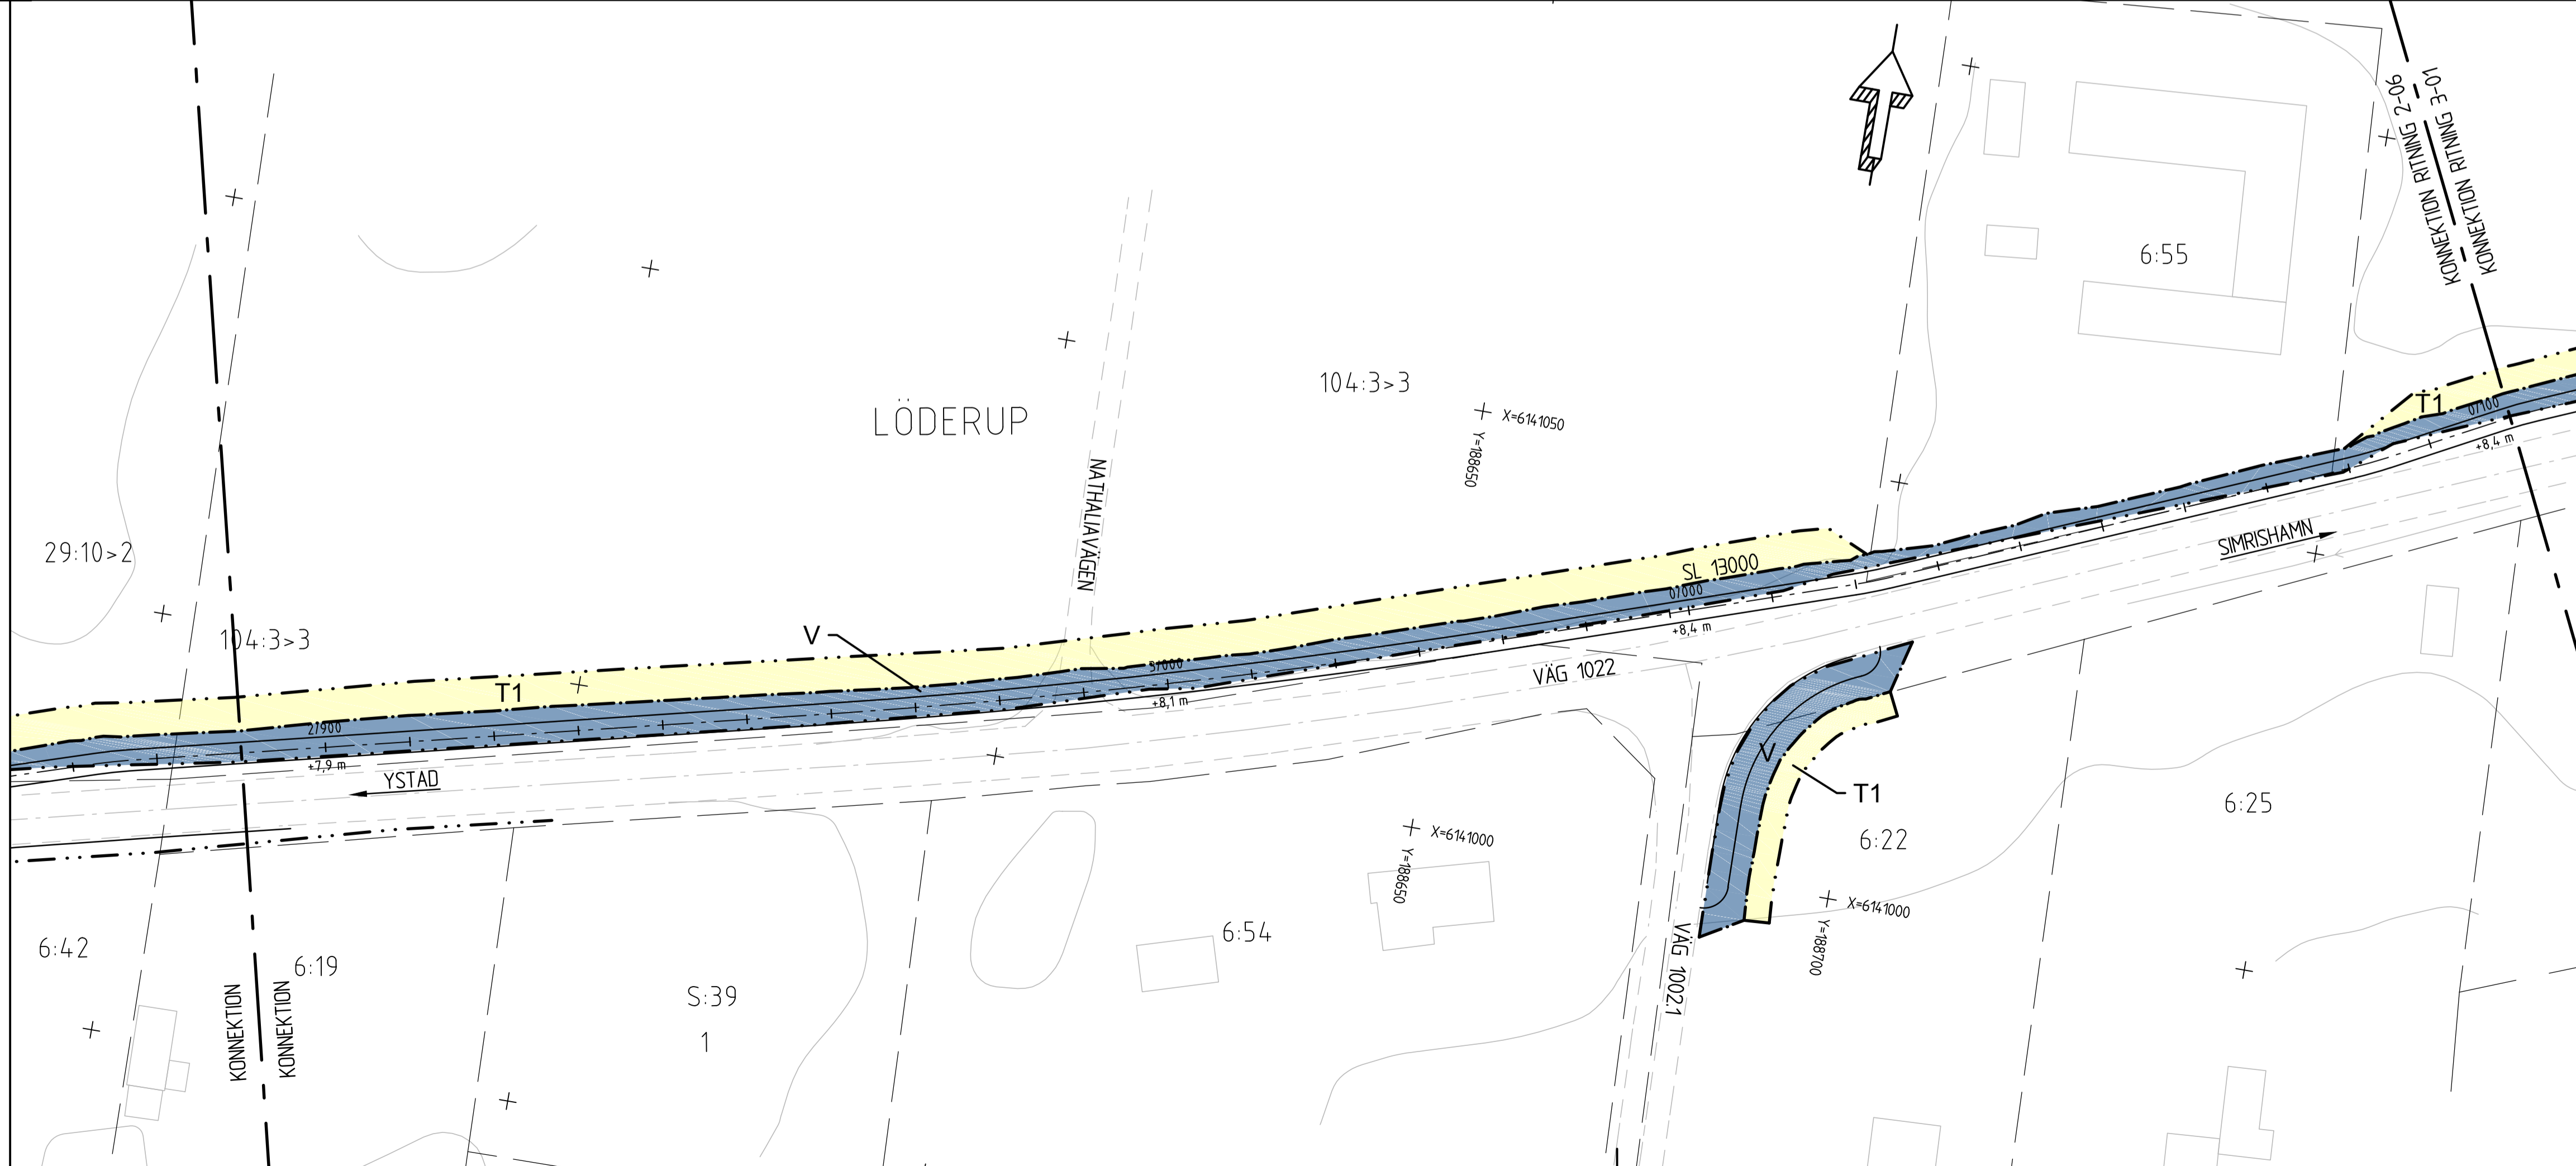 KONNEKTION RITNING 2-06
KONNEKTION RITNING 3-01
6:55
104:3>3
LÖDERUP
X=6141050
Y=188650
NATHALIAVÄGEN
T1
07100
+8,4 m
29:10>2
SIMRISHAMN
SL 13000
07000
+8,4 m
104:3>3
V
T1
+8,1 m
VÄG 1022
27900
+7,9 m
YSTAD
V
T1
6:22
6:25
X=6141000
Y=188650
X=6141000
Y=188700
6:54
6:42
6:19
VÄG 1002.1
S:39
1
KONNEKTION
KONNEKTION